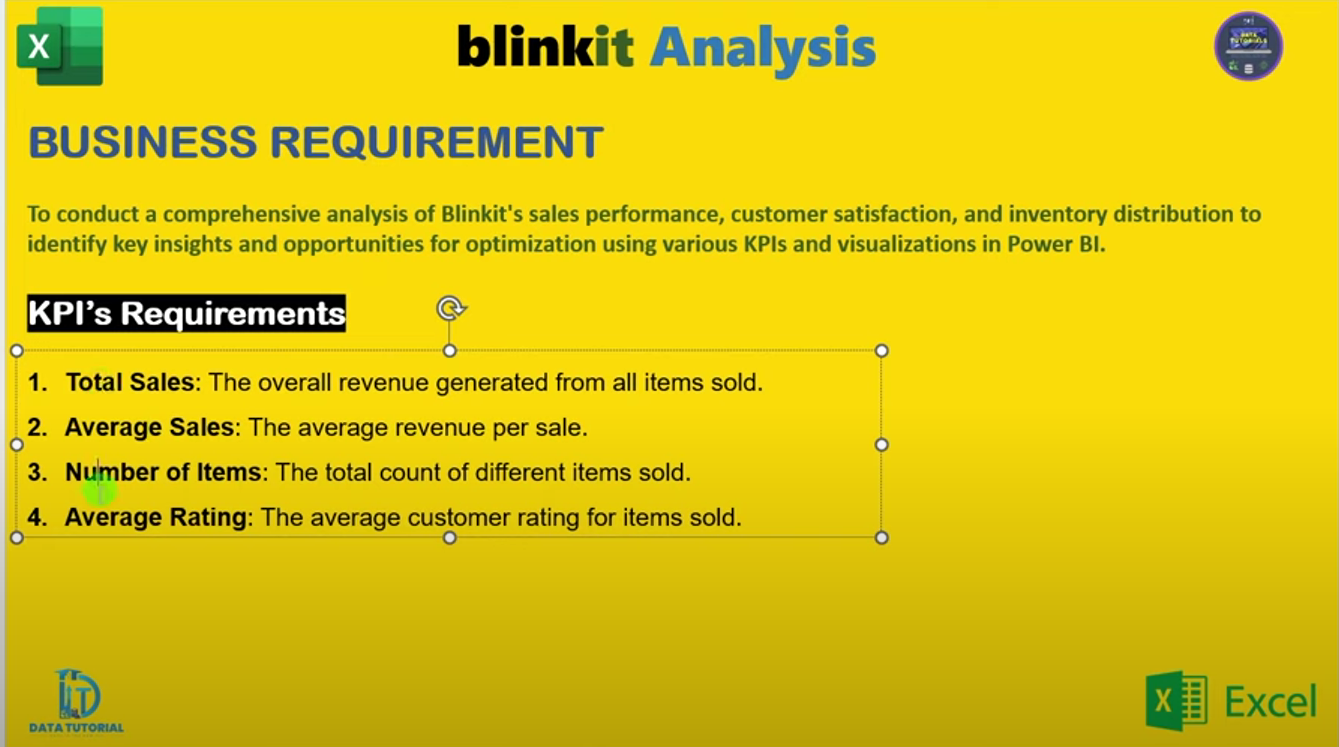 X
blinkit Analysis
DATA
TUTORIALS
BUSINESS REQUIREMENT
To conduct a comprehensive analysis of Blinkit's sales performance, customer satisfaction, and inventory distribution to
identify key insights and opportunities for optimization using various KPIs and visualizations in Power BI.
KPI’s Requirements
1. Total Sales: The overall revenue generated from all items sold.
2. Average Sales: The average revenue per sale.
3. Number of Items: The total count of different items sold.
4. Average Rating: The average customer rating for items sold.
DATA TUTORIAL
X Excel